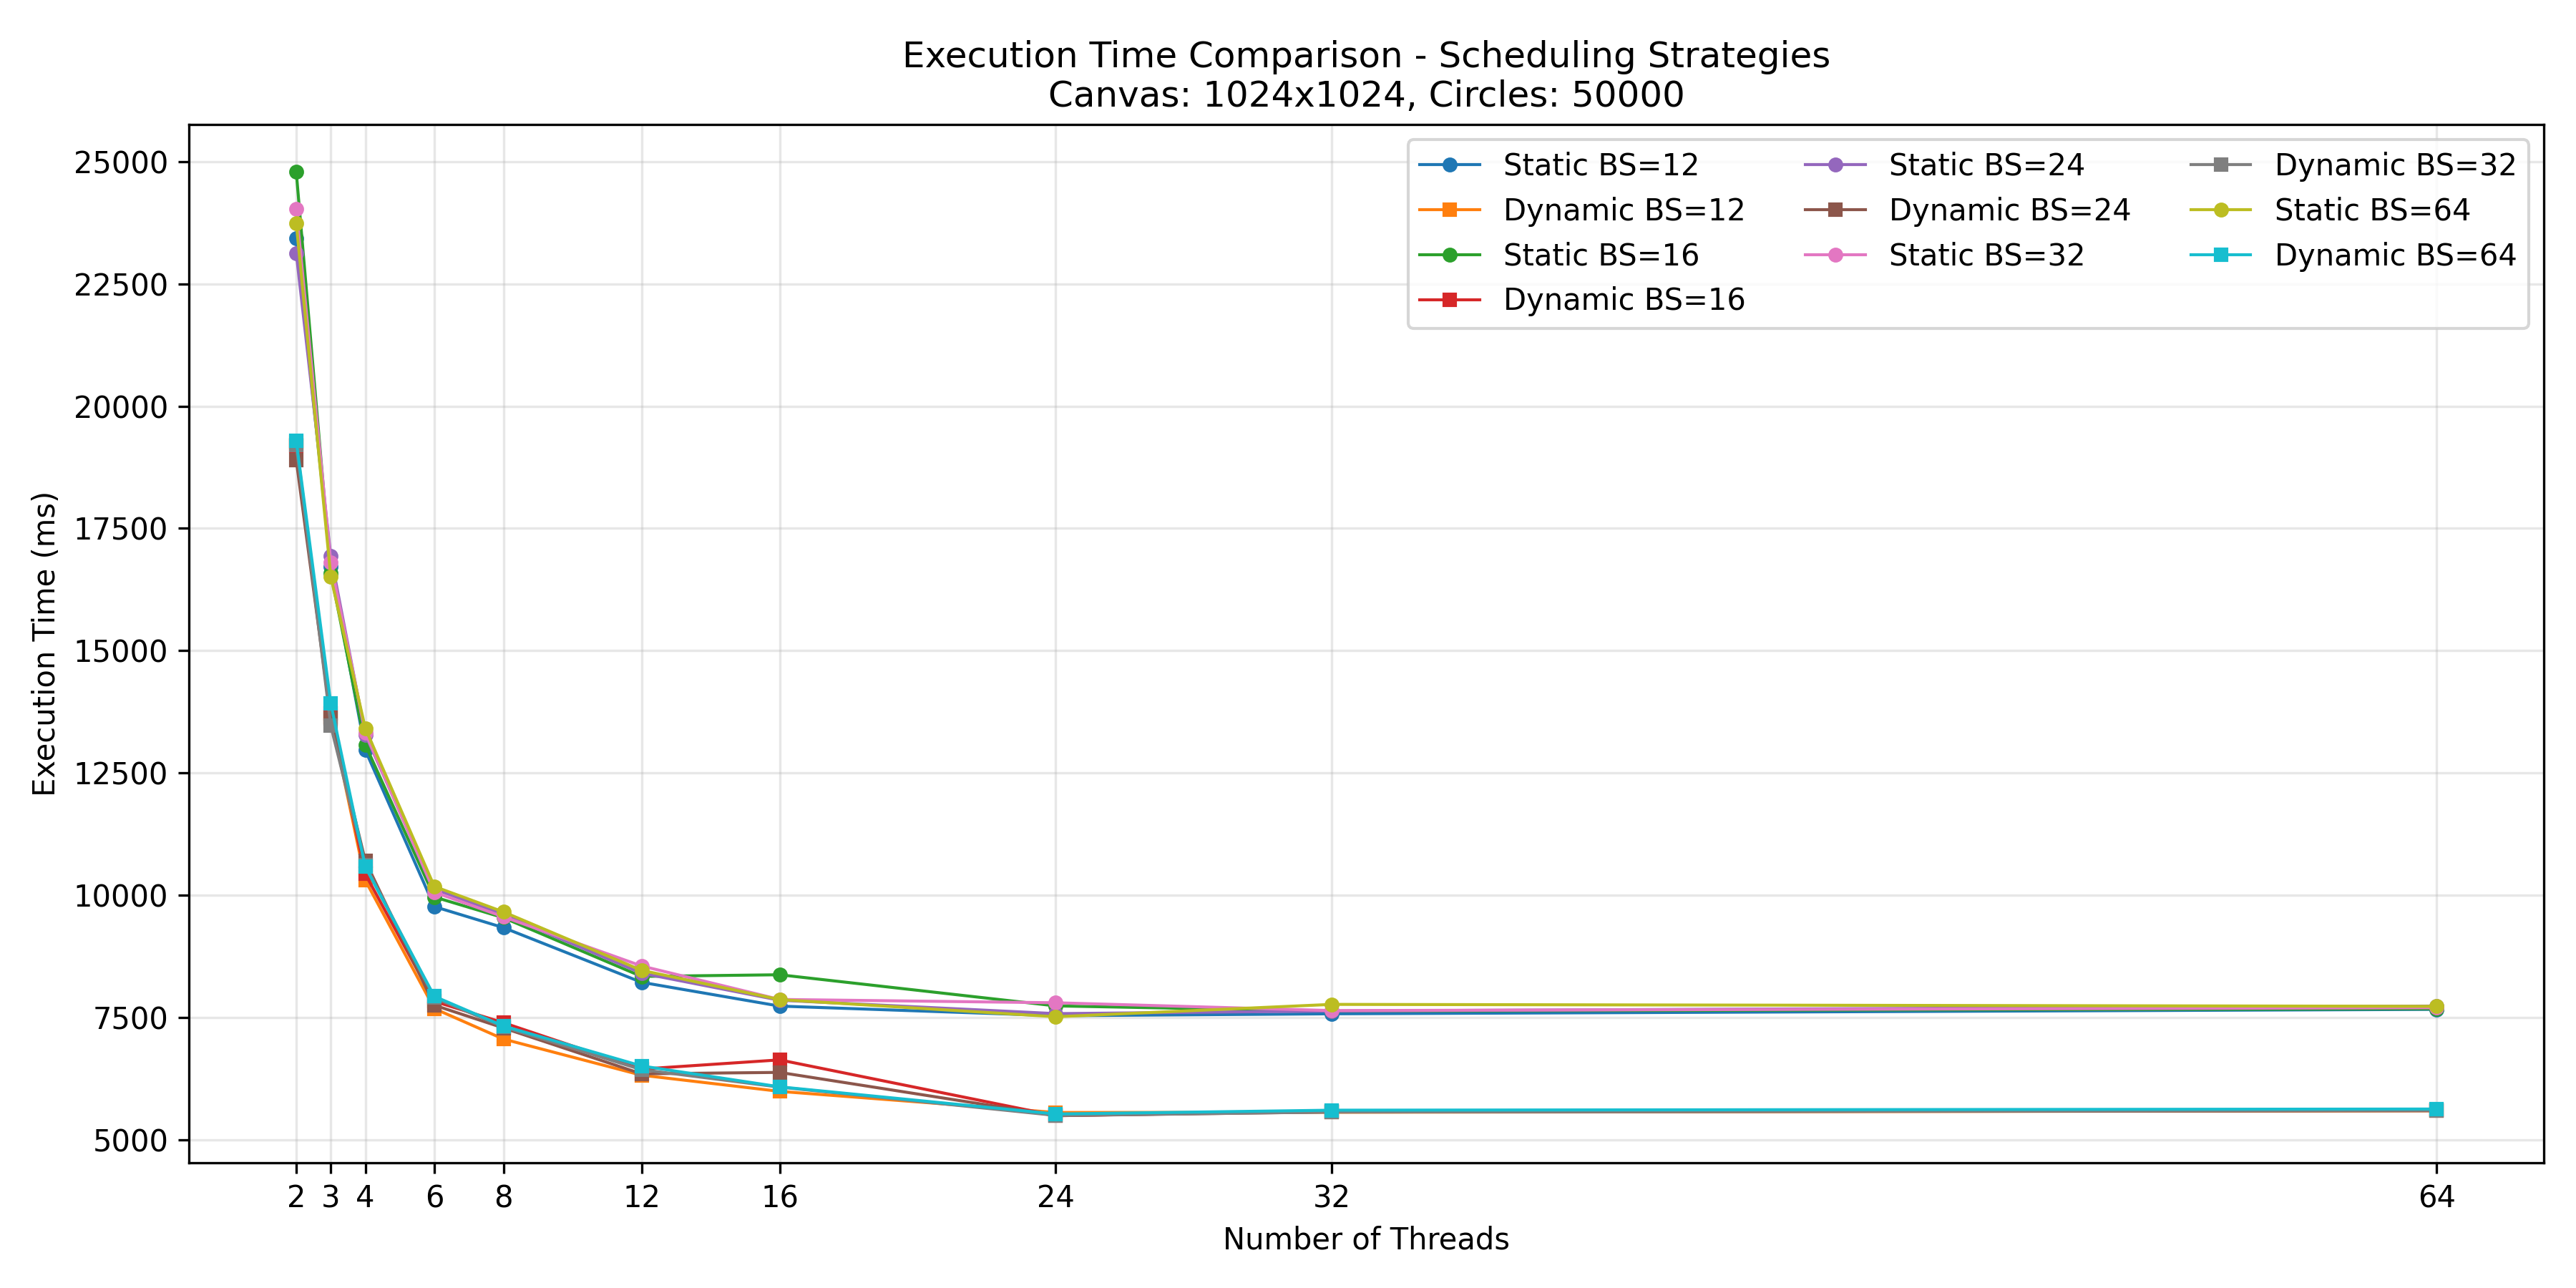 Execution Time Comparison - Scheduling Strategies
Canvas: 1024x1024, Circles: 50000
Static BS=12
Dynamic BS=12
Static BS=16
Dynamic BS=16
Static BS=24
Dynamic BS=24
Static BS=32
Dynamic BS=32
Static BS=64
Dynamic BS=64
Execution Time (ms)
25000
22500
20000
17500
15000
12500
10000
7500
5000
2 3 4 6 8 12 16 24 32 64
Number of Threads